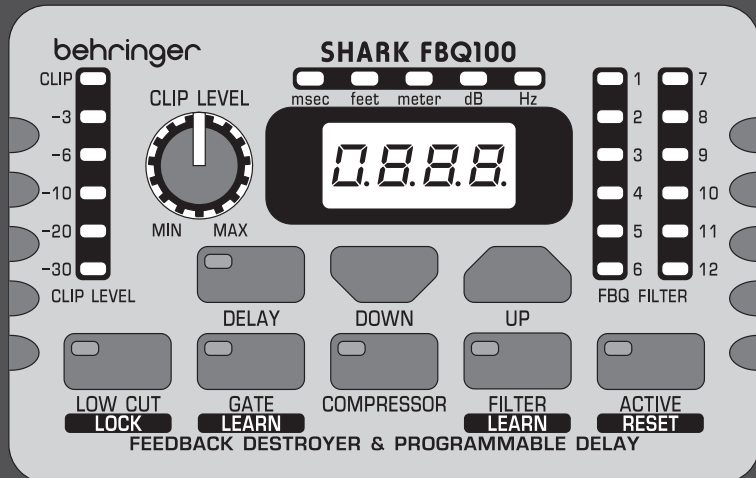 behringer
SHARK FBQ100
CLIP
-3
-6
-10
-20
-30
CLIP LEVEL
CLIP LEVEL
MIN MAX
msec feet meter dB Hz
0.8.8.8.
1 7
2 8
3 9
4 10
5 11
6 12
FBQ FILTER
DELAY DOWN UP
LOW CUT GATE COMPRESSOR FILTER ACTIVE
LOCK LEARN LEARN RESET
FEEDBACK DESTROYER & PROGRAMMABLE DELAY